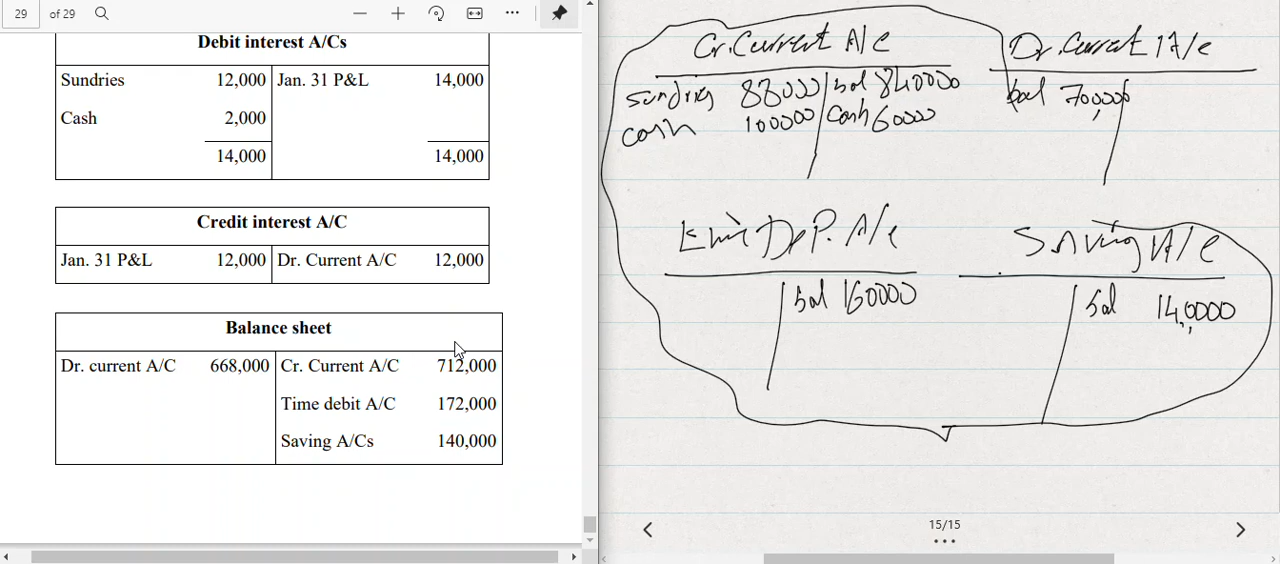 29 of 29
Debit interest A/Cs
Sundries 12,000 Jan. 31 P&L 14,000
Cash 2,000
14,000 14,000
Credit interest A/C
Jan. 31 P&L 12,000 Dr. Current A/C 12,000
Balance sheet
Dr. current A/C 668,000 Cr. Current A/C 712,000
Time debit A/C 172,000
Saving A/Cs 140,000
Cr. Current A/c
sundries 88000 bal 840000
cash 100000 cash 60000
Dr. Current A/c
bal 700,000
DeP. A/c
bal 160000
Saving A/c
bal 140000
15/15